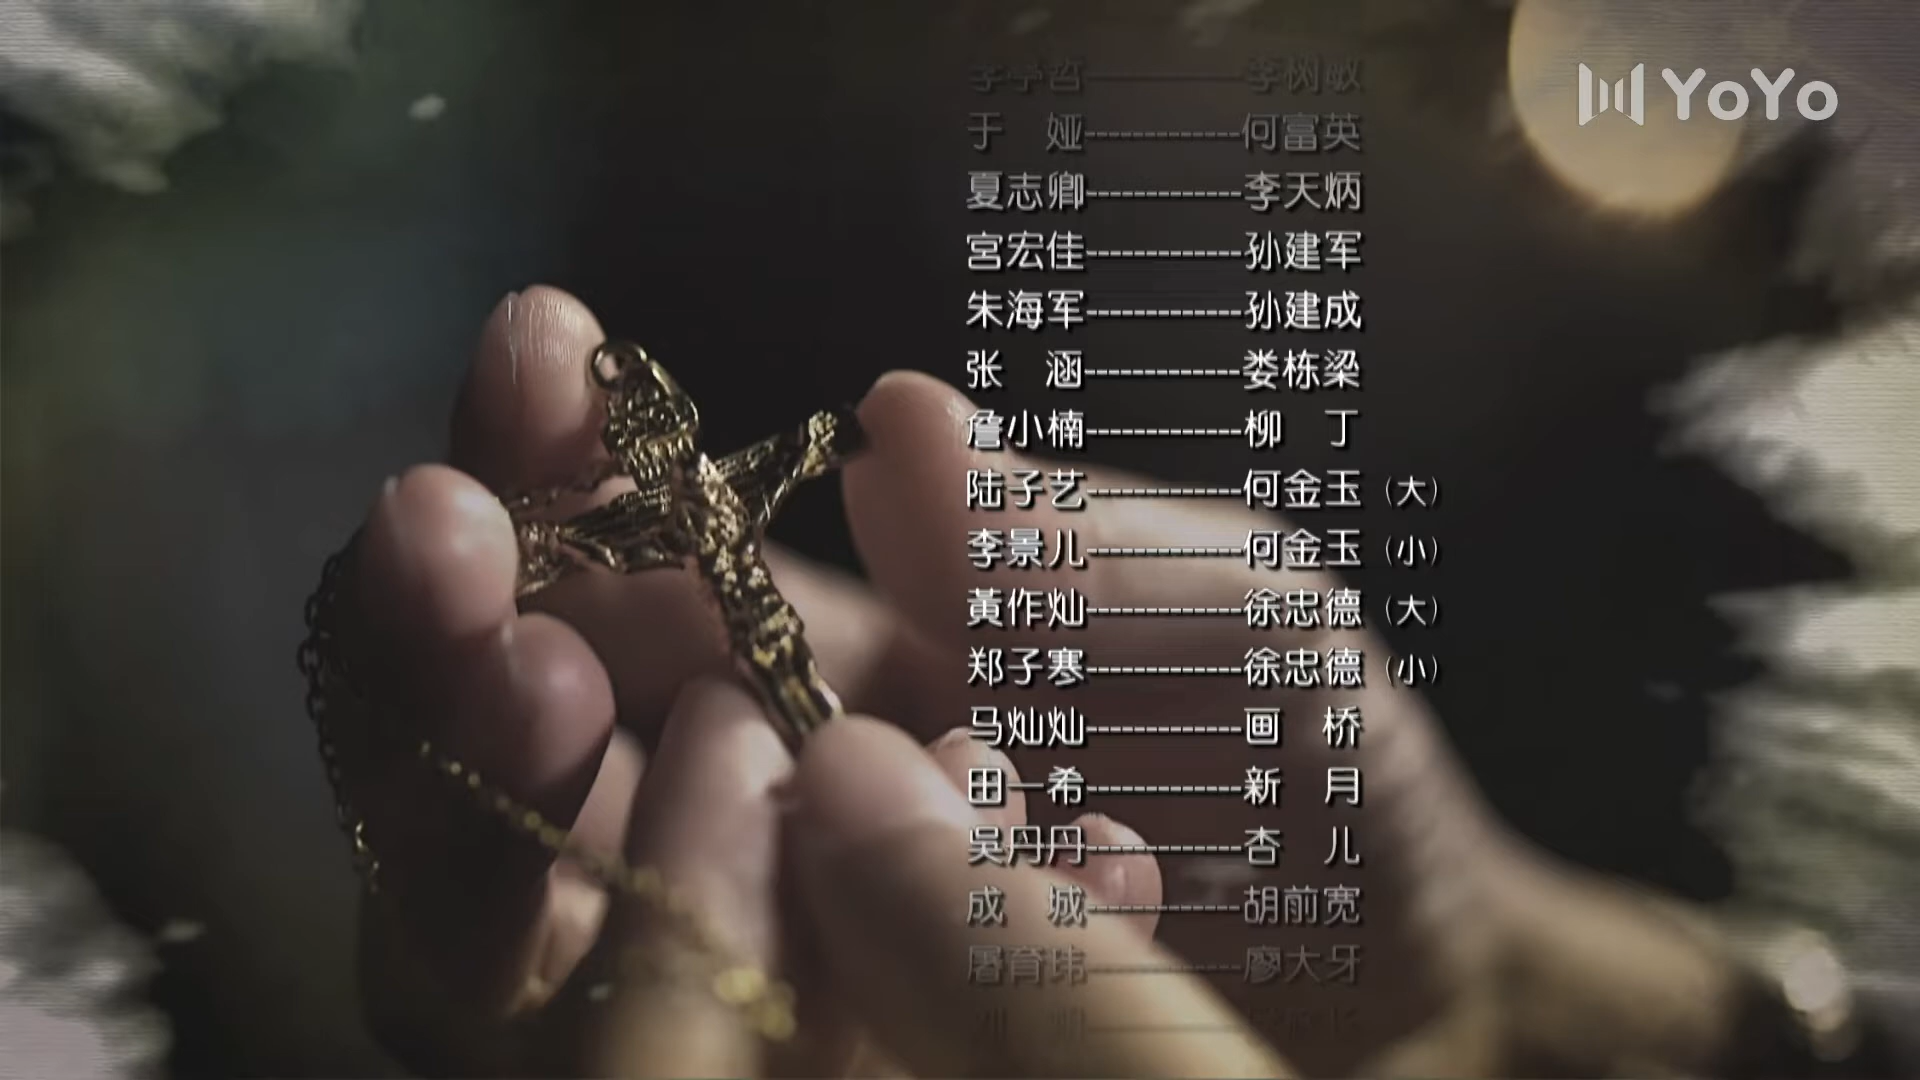 YoYo
于 娅-------------何富英
夏志卿-------------李天炳
宮宏佳-------------孙建军
朱海军-------------孙建成
张 涵-------------娄栋梁
詹小楠-------------柳 丁
陆子艺-------------何金玉（大）
李景儿-------------何金玉（小）
黃作灿-------------徐忠德（大）
郑子寒-------------徐忠德（小）
马灿灿-------------画 桥
田一希-------------新 月
吳丹丹-------------杏 儿
成 城-------------胡前宽
屠育玮-------------廖大牙